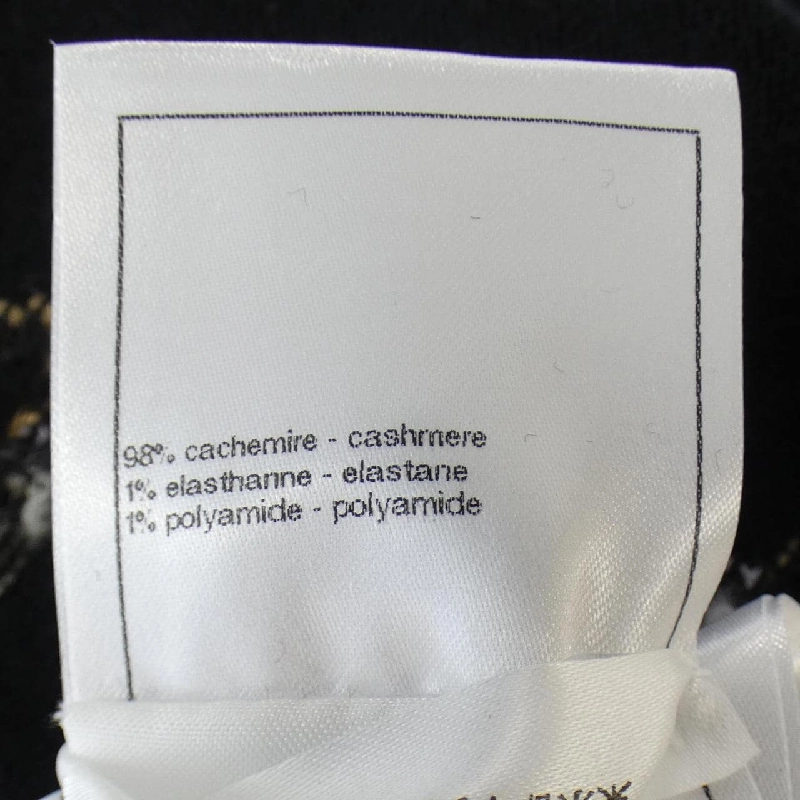 98% cachemire - cashmere
1% elasthanne - elastane
1% polyamide - polyamide